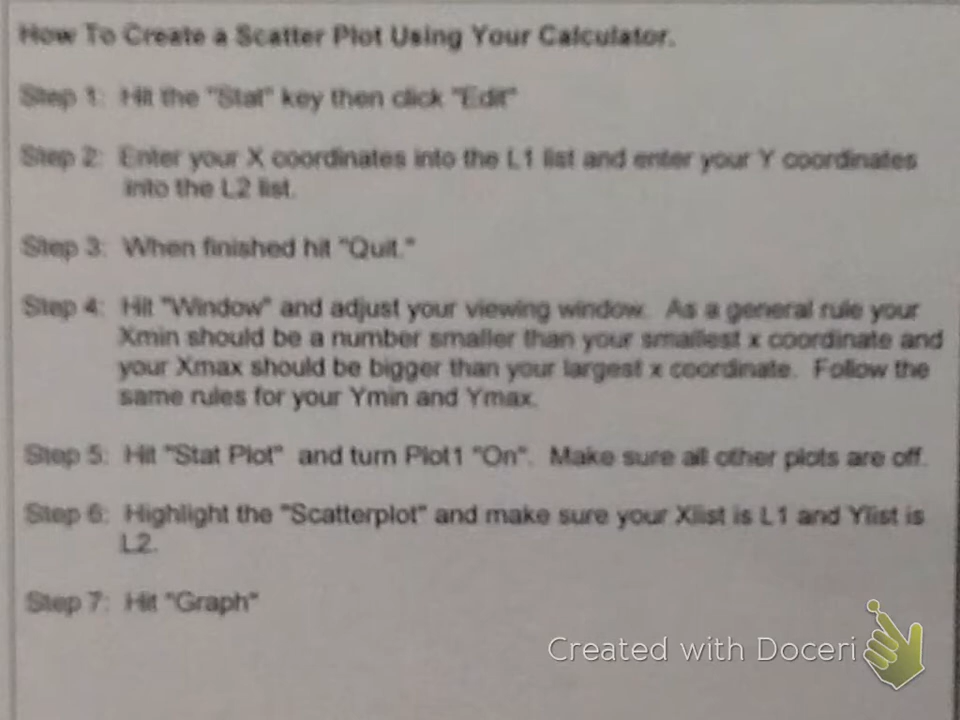 How To Create a Scatter Plot Using Your Calculator.
Step 1: Hit the "Stat" key then click "Edit"
Step 2: Enter your X coordinates into the L1 list and enter your Y coordinates
into the L2 list.
Step 3: When finished hit "Quit."
Step 4: Hit "Window" and adjust your viewing window. As a general rule your
Xmin should be a number smaller than your smallest x coordinate and
your Xmax should be bigger than your largest x coordinate. Follow the
same rules for your Ymin and Ymax.
Step 5: Hit "Stat Plot" and turn Plot1 "On". Make sure all other plots are off.
Step 6: Highlight the "Scatterplot" and make sure your Xlist is L1 and Ylist is
L2.
Step 7: Hit "Graph"
Created with Doceri